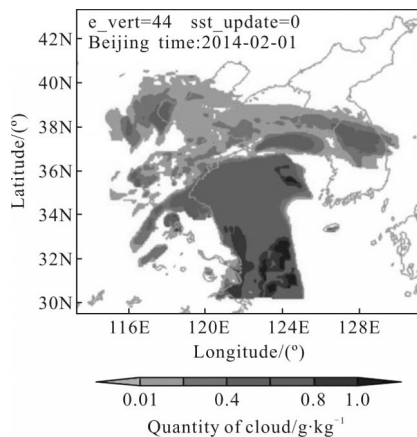 e_vert=44 sst_update=0
Beijing time:2014-02-01
42N
40N
38N
36N
34N
32N
30N
Latitude/(º)
116E 120E 124E 128E
Longitude/(º)
0.01 0.4 0.8 1.0
Quantity of cloud/g·kg⁻¹